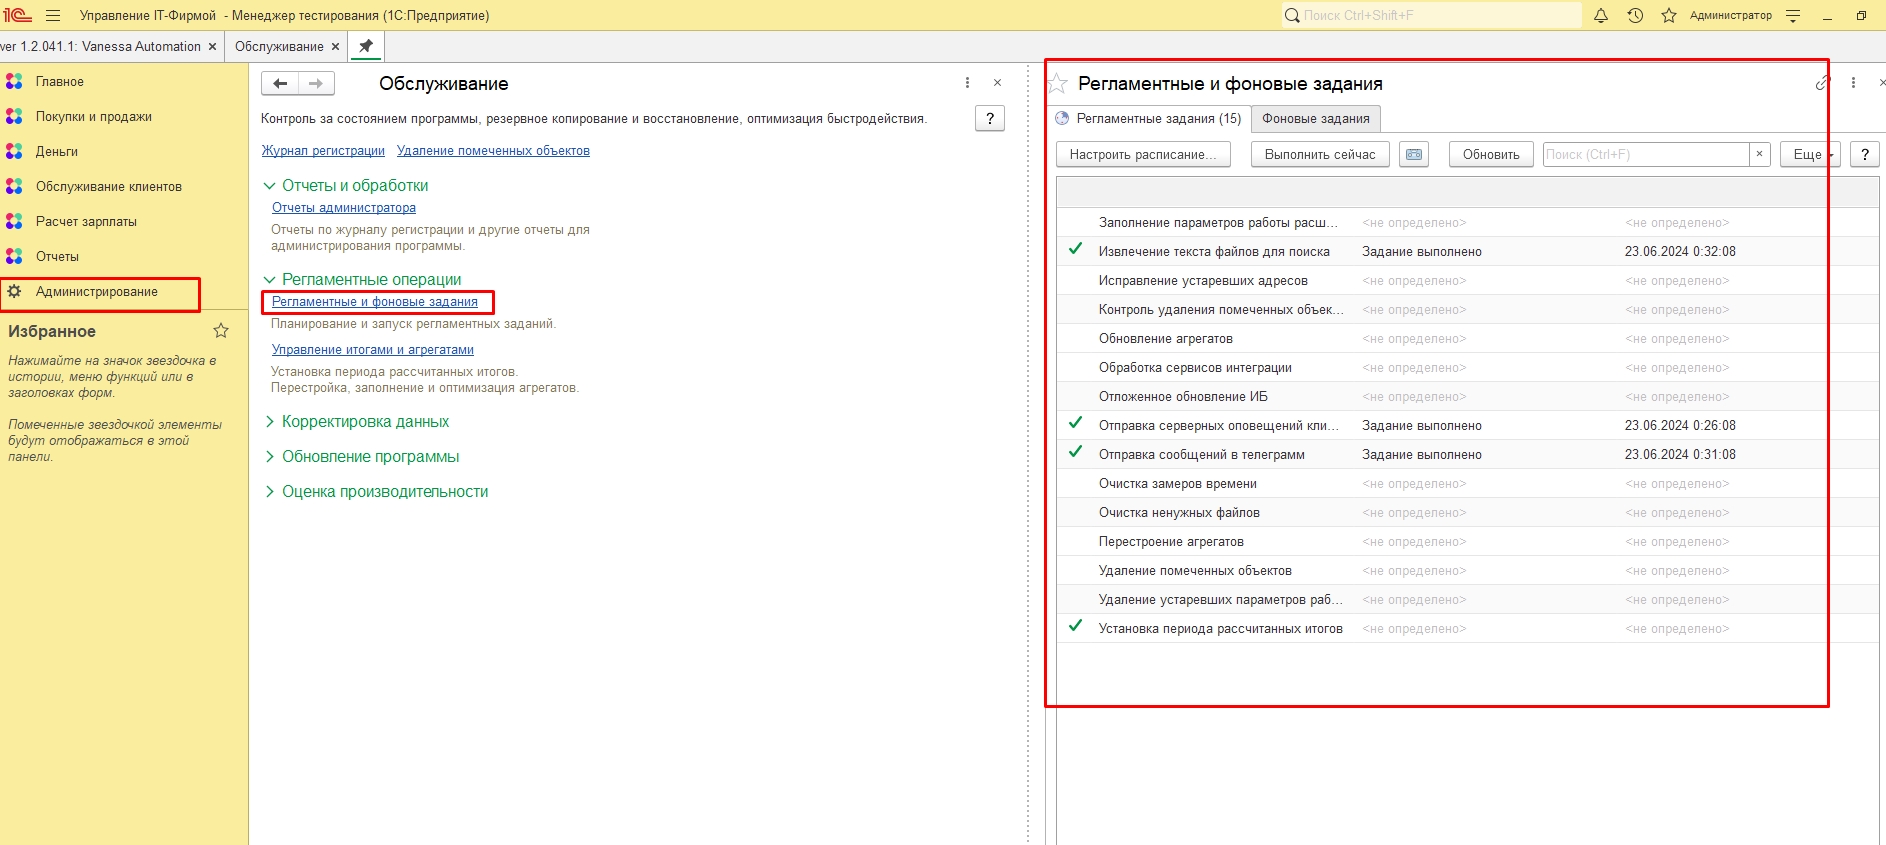 1С Управление IT-Фирмой - Менеджер тестирования (1С:Предприятие)
Поиск Ctrl+Shift+F
Администратор
ver 1.2.041.1: Vanessa Automation ×
Обслуживание ×
Главное
Покупки и продажи
Деньги
Обслуживание клиентов
Расчет зарплаты
Отчеты
Администрирование
Избранное
Нажимайте на значок звездочка в
истории, меню функций или в
заголовках форм.
Помеченные звездочкой элементы
будут отображаться в этой
панели.
Обслуживание
Контроль за состоянием программы, резервное копирование и восстановление, оптимизация быстродействия.
?
Журнал регистрации Удаление помеченных объектов
Отчеты и обработки
Отчеты администратора
Отчеты по журналу регистрации и другие отчеты для
администрирования программы.
Регламентные операции
Регламентные и фоновые задания
Планирование и запуск регламентных заданий.
Управление итогами и агрегатами
Установка периода рассчитанных итогов.
Перестройка, заполнение и оптимизация агрегатов.
Корректировка данных
Обновление программы
Оценка производительности
Регламентные и фоновые задания
Регламентные задания (15) Фоновые задания
Настроить расписание... Выполнить сейчас Обновить Поиск (Ctrl+F) × Еще ?
Заполнение параметров работы расш... <не определено> <не определено>
Извлечение текста файлов для поиска Задание выполнено 23.06.2024 0:32:08
Исправление устаревших адресов <не определено> <не определено>
Контроль удаления помеченных объек... <не определено> <не определено>
Обновление агрегатов <не определено> <не определено>
Обработка сервисов интеграции <не определено> <не определено>
Отложенное обновление ИБ <не определено> <не определено>
Отправка серверных оповещений кли... Задание выполнено 23.06.2024 0:26:08
Отправка сообщений в телеграмм Задание выполнено 23.06.2024 0:31:08
Очистка замеров времени <не определено> <не определено>
Очистка ненужных файлов <не определено> <не определено>
Перестроение агрегатов <не определено> <не определено>
Удаление помеченных объектов <не определено> <не определено>
Удаление устаревших параметров раб... <не определено> <не определено>
Установка периода рассчитанных итогов <не определено> <не определено>